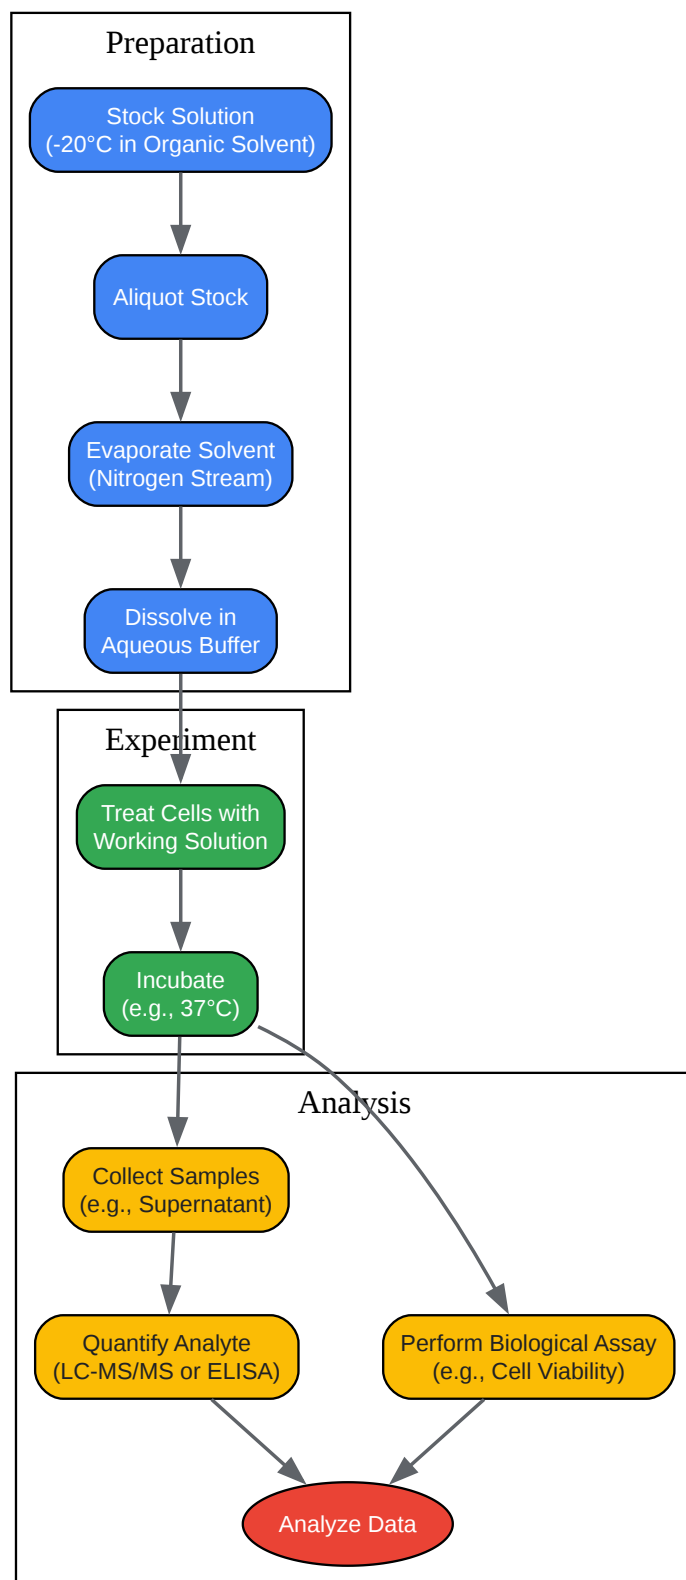 Preparation
Stock Solution
(-20°C in Organic Solvent)
Aliquot Stock
Evaporate Solvent
(Nitrogen Stream)
Dissolve in
Aqueous Buffer
Experiment
Treat Cells with
Working Solution
Incubate
(e.g., 37°C)
Analysis
Collect Samples
(e.g., Supernatant)
Quantify Analyte
(LC-MS/MS or ELISA)
Perform Biological Assay
(e.g., Cell Viability)
Analyze Data